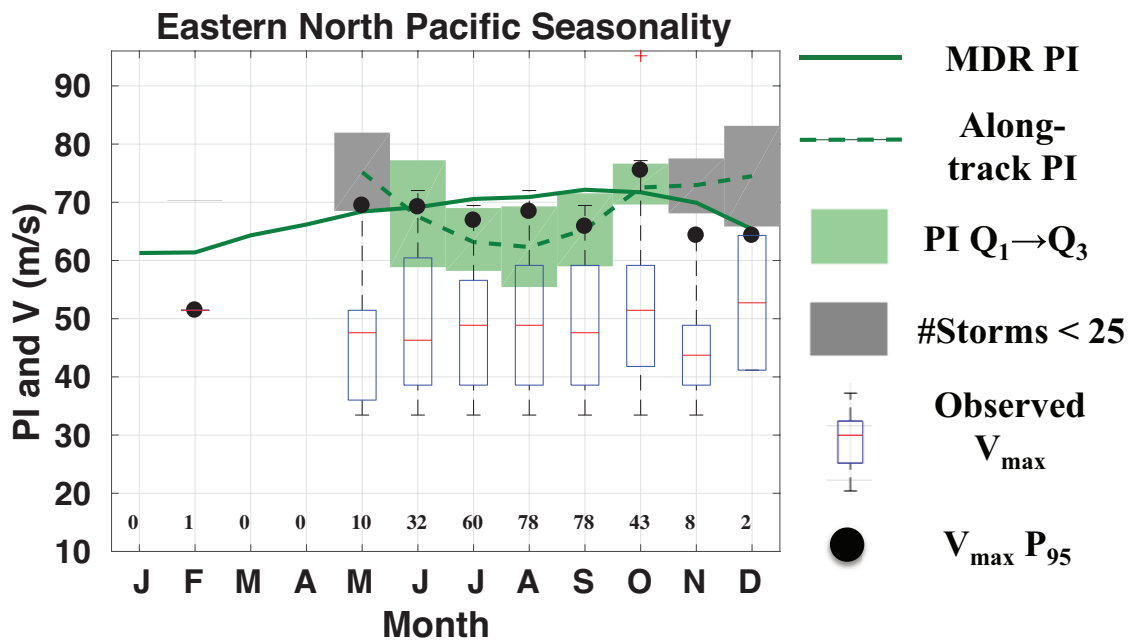 Eastern North Pacific Seasonality
PI and V (m/s)
90
80
70
60
50
40
30
20
10
0 1 0 0 10 32 60 78 78 43 8 2
J F M A M J J A S O N D
Month
MDR PI
Along-
track PI
PI Q₁→Q₃
#Storms < 25
Observed
Vₘₐₓ
Vₘₐₓ P₉₅